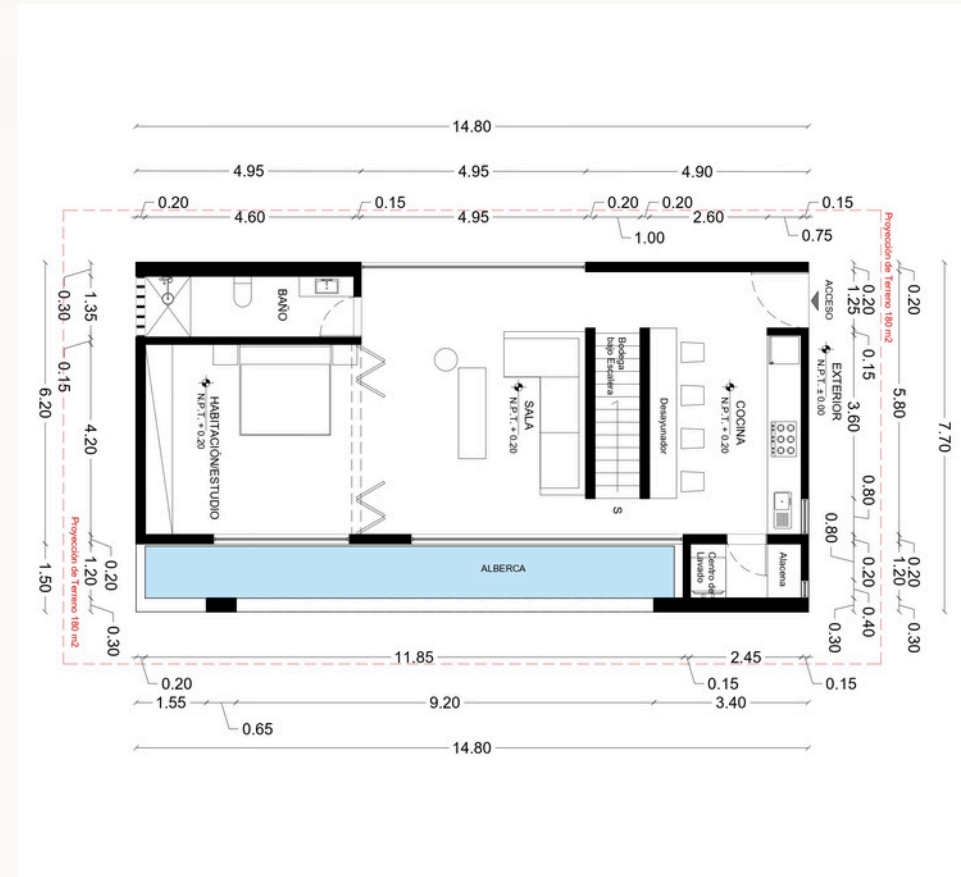 14.80
4.95
4.95
4.90
0.20
4.60
0.15
4.95
0.20
1.00
0.20
2.60
0.75
0.15
Proyección de Terreno 180 m2
BAÑO
ACCESO
EXTERIOR
N.P.T. ± 0.00
Bodega
bajo Escalera
Desayunador
COCINA
N.P.T. + 0.20
SALA
N.P.T. + 0.20
HABITACIÓN/ESTUDIO
N.P.T. + 0.20
S
ALBERCA
Centro de
Lavado
Alacena
Proyección de Terreno 180 m2
0.30
1.35
0.15
4.20
0.20
1.20
0.30
6.20
1.50
0.20
1.25
0.15
3.60
0.80
0.80
0.20
0.40
0.30
0.20
5.80
0.20
1.20
0.30
7.70
11.85
2.45
0.20
0.15
0.15
1.55
0.65
9.20
3.40
14.80